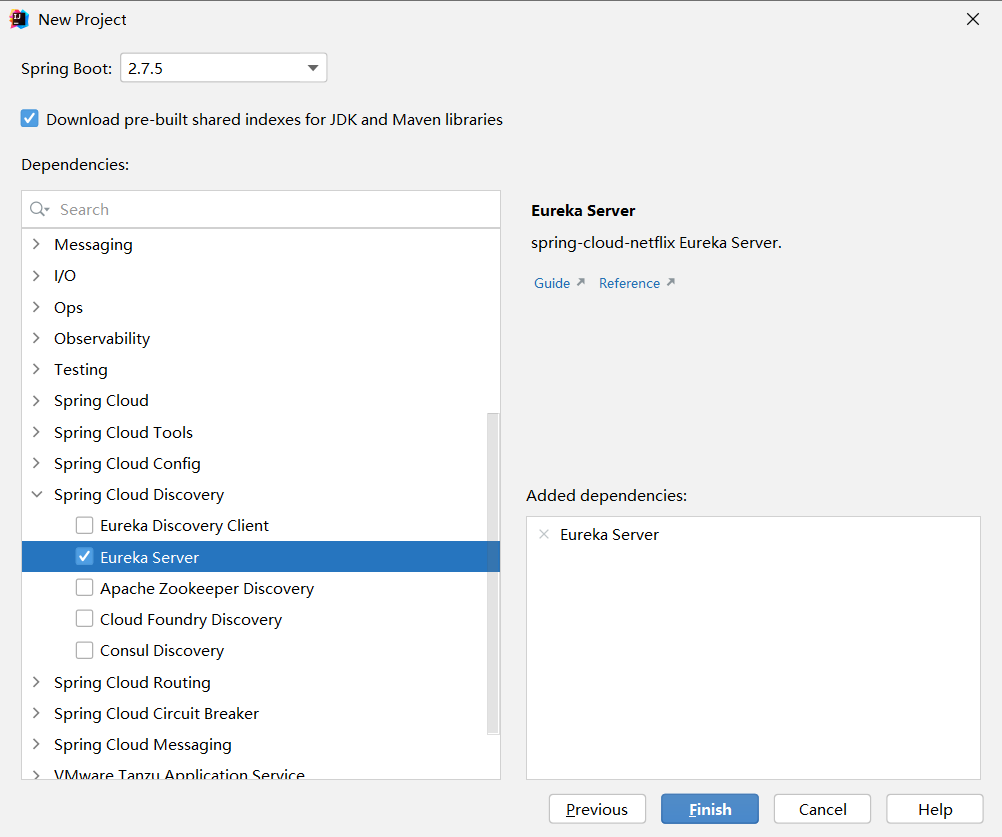 New Project
Spring Boot: 2.7.5
Download pre-built shared indexes for JDK and Maven libraries
Dependencies:
Search
Messaging
I/O
Ops
Observability
Testing
Spring Cloud
Spring Cloud Tools
Spring Cloud Config
Spring Cloud Discovery
Eureka Discovery Client
Eureka Server
Apache Zookeeper Discovery
Cloud Foundry Discovery
Consul Discovery
Spring Cloud Routing
Spring Cloud Circuit Breaker
Spring Cloud Messaging
VMware Tanzu Application Service
Eureka Server
spring-cloud-netflix Eureka Server.
Guide Reference
Added dependencies:
Eureka Server
Previous Finish Cancel Help